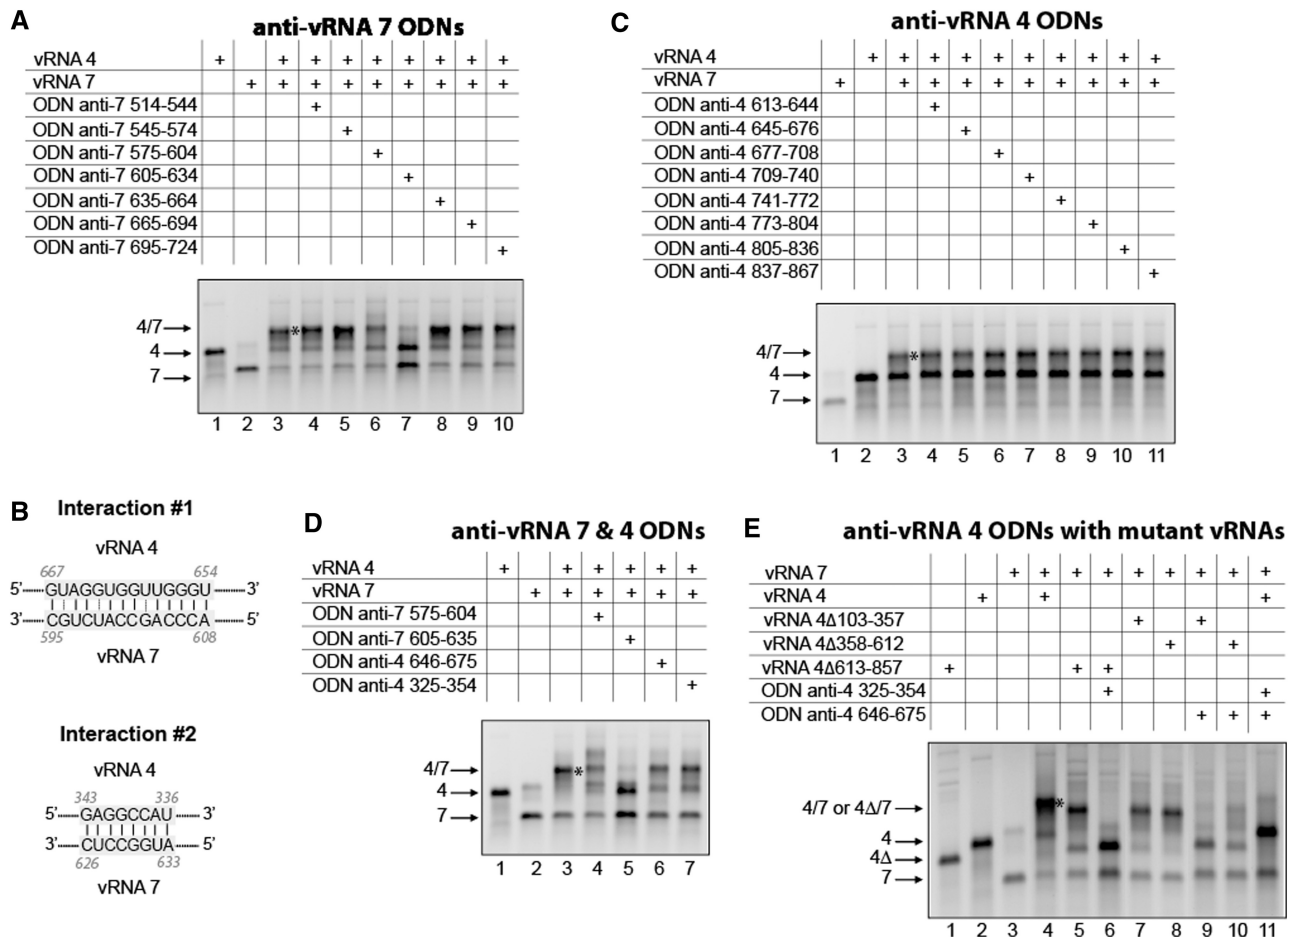 A
anti-vRNA 7 ODNs
vRNA 4 + + + + + + + + +
vRNA 7 + + + + + + + + +
ODN anti-7 514-544 +
ODN anti-7 545-574 +
ODN anti-7 575-604 +
ODN anti-7 605-634 +
ODN anti-7 635-664 +
ODN anti-7 665-694 +
ODN anti-7 695-724 +
4/7
*
4
7
1 2 3 4 5 6 7 8 9 10
C
anti-vRNA 4 ODNs
vRNA 4 + + + + + + + + + +
vRNA 7 + + + + + + + + + +
ODN anti-4 613-644 +
ODN anti-4 645-676 +
ODN anti-4 677-708 +
ODN anti-4 709-740 +
ODN anti-4 741-772 +
ODN anti-4 773-804 +
ODN anti-4 805-836 +
ODN anti-4 837-867 +
4/7
*
4
7
1 2 3 4 5 6 7 8 9 10 11
B
Interaction #1
vRNA 4
667 654
5' GUAGGUGGUUGGGU 3'
3' CGUCUACCGACCCA 5'
595 608
vRNA 7
Interaction #2
vRNA 4
343 336
5' GAGGCCAU 3'
3' CUCCGGUA 5'
626 633
vRNA 7
D
anti-vRNA 7 & 4 ODNs
vRNA 4 + + + + + +
vRNA 7 + + + + + +
ODN anti-7 575-604 +
ODN anti-7 605-635 +
ODN anti-4 646-675 +
ODN anti-4 325-354 +
4/7
*
4
7
1 2 3 4 5 6 7
E
anti-vRNA 4 ODNs with mutant vRNAs
vRNA 7 + + + + + + + + +
vRNA 4 + + +
vRNA 4Δ103-357 + +
vRNA 4Δ358-612 + +
vRNA 4Δ613-857 + + +
ODN anti-4 325-354 + +
ODN anti-4 646-675 + + +
4/7 or 4Δ/7
*
4
4Δ
7
1 2 3 4 5 6 7 8 9 10 11